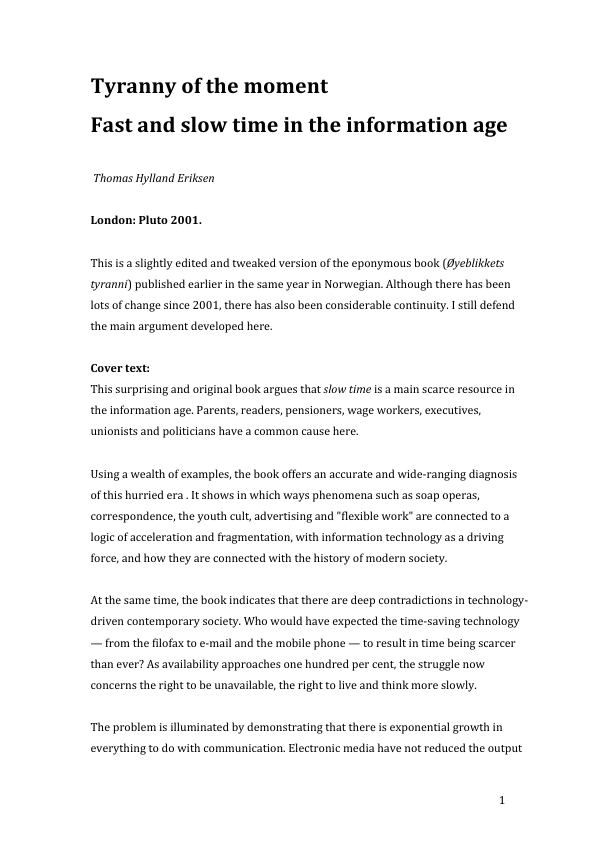 Tyranny of the moment
Fast and slow time in the information age
Thomas Hylland Eriksen
London: Pluto 2001.
This is a slightly edited and tweaked version of the eponymous book (Øyeblikkets
tyranni) published earlier in the same year in Norwegian. Although there has been
lots of change since 2001, there has also been considerable continuity. I still defend
the main argument developed here.
Cover text:
This surprising and original book argues that slow time is a main scarce resource in
the information age. Parents, readers, pensioners, wage workers, executives,
unionists and politicians have a common cause here.
Using a wealth of examples, the book offers an accurate and wide-ranging diagnosis
of this hurried era . It shows in which ways phenomena such as soap operas,
correspondence, the youth cult, advertising and "flexible work" are connected to a
logic of acceleration and fragmentation, with information technology as a driving
force, and how they are connected with the history of modern society.
At the same time, the book indicates that there are deep contradictions in technology-
driven contemporary society. Who would have expected the time-saving technology
— from the filofax to e-mail and the mobile phone — to result in time being scarcer
than ever? As availability approaches one hundred per cent, the struggle now
concerns the right to be unavailable, the right to live and think more slowly.
The problem is illuminated by demonstrating that there is exponential growth in
everything to do with communication. Electronic media have not reduced the output
1